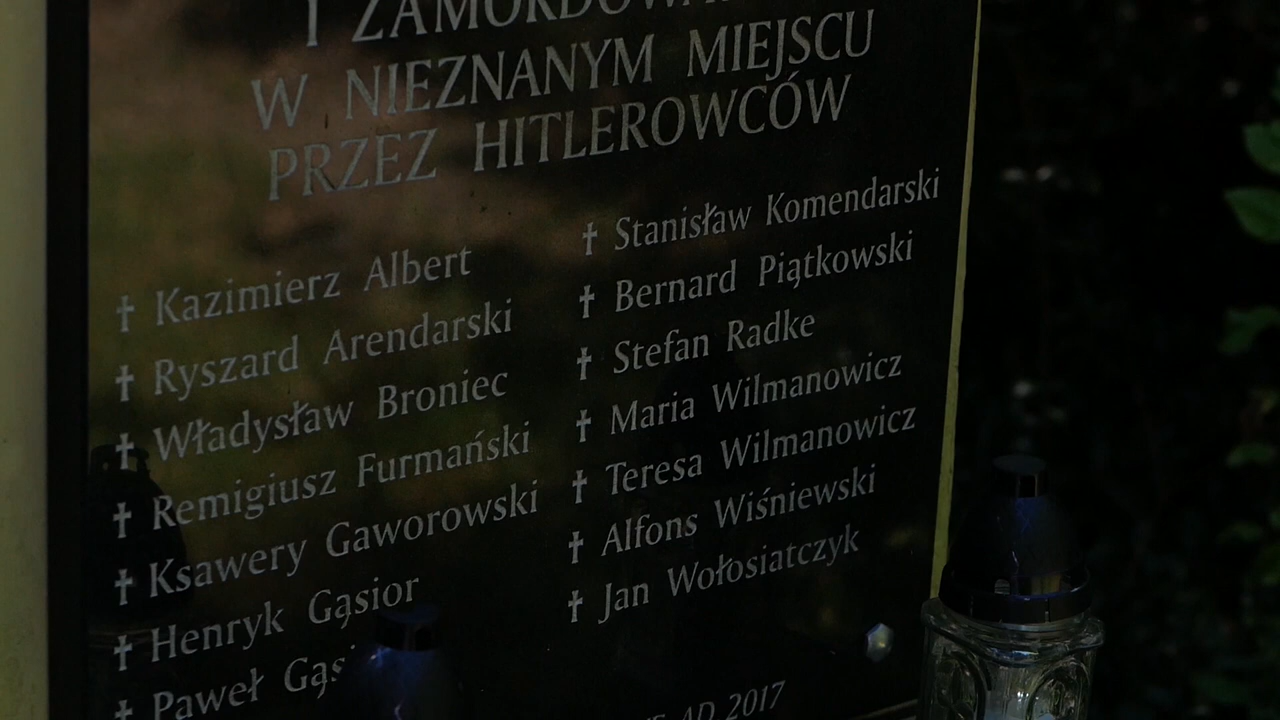 I
W NIEZNANYM MIEJSCU
PRZEZ HITLEROWCÓW
† Kazimierz Albert
† Ryszard Arendarski
† Władysław Broniec
† Remigiusz Furmański
† Ksawery Gaworowski
† Henryk Gąsior
† Paweł
† Stanisław Komendarski
† Bernard Piątkowski
† Stefan Radke
† Maria Wilmanowicz
† Teresa Wilmanowicz
† Alfons Wiśniewski
† Jan Wołosiatczyk
AD 2017